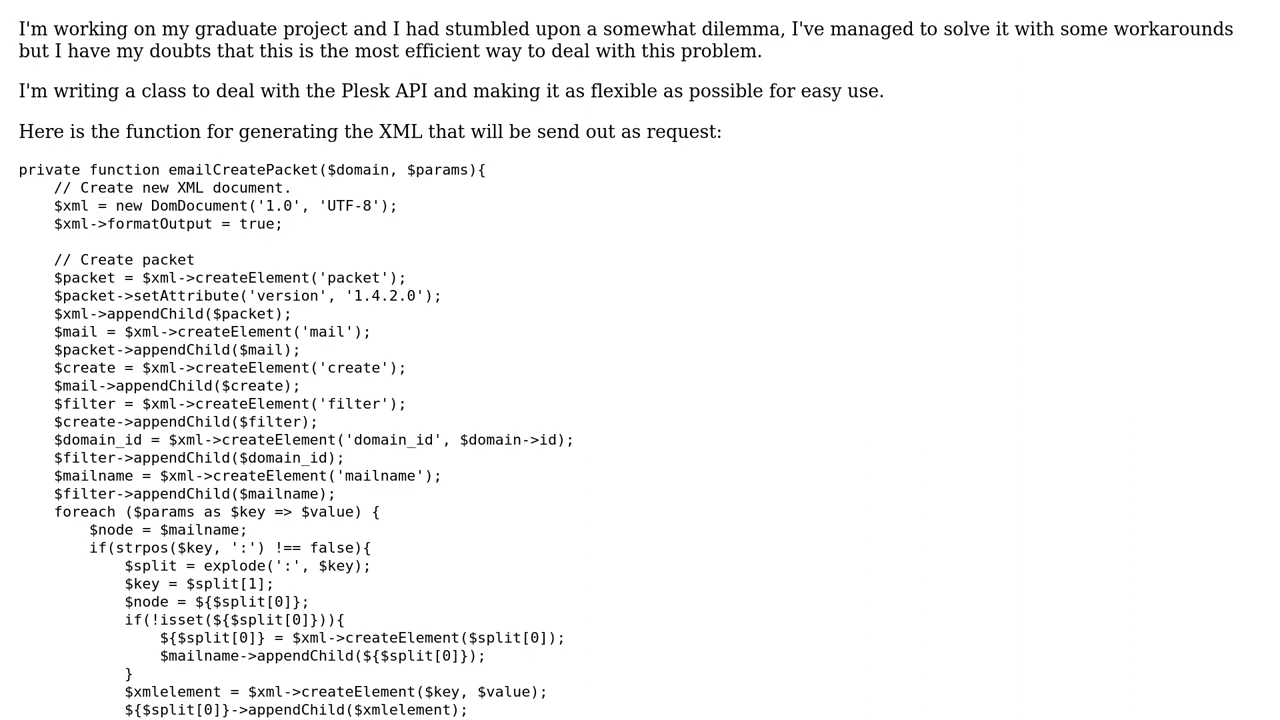 I'm working on my graduate project and I had stumbled upon a somewhat dilemma, I've managed to solve it with some workarounds
but I have my doubts that this is the most efficient way to deal with this problem.
I'm writing a class to deal with the Plesk API and making it as flexible as possible for easy use.
Here is the function for generating the XML that will be send out as request:
private function emailCreatePacket($domain, $params){
    // Create new XML document.
    $xml = new DomDocument('1.0', 'UTF-8');
    $xml->formatOutput = true;

    // Create packet
    $packet = $xml->createElement('packet');
    $packet->setAttribute('version', '1.4.2.0');
    $xml->appendChild($packet);
    $mail = $xml->createElement('mail');
    $packet->appendChild($mail);
    $create = $xml->createElement('create');
    $mail->appendChild($create);
    $filter = $xml->createElement('filter');
    $create->appendChild($filter);
    $domain_id = $xml->createElement('domain_id', $domain->id);
    $filter->appendChild($domain_id);
    $mailname = $xml->createElement('mailname');
    $filter->appendChild($mailname);
    foreach ($params as $key => $value) {
        $node = $mailname;
        if(strpos($key, ':') !== false){
            $split = explode(':', $key);
            $key = $split[1];
            $node = ${$split[0]};
            if(!isset(${$split[0]})){
                ${$split[0]} = $xml->createElement($split[0]);
                $mailname->appendChild(${$split[0]});
            }
            $xmlelement = $xml->createElement($key, $value);
            ${$split[0]}->appendChild($xmlelement);